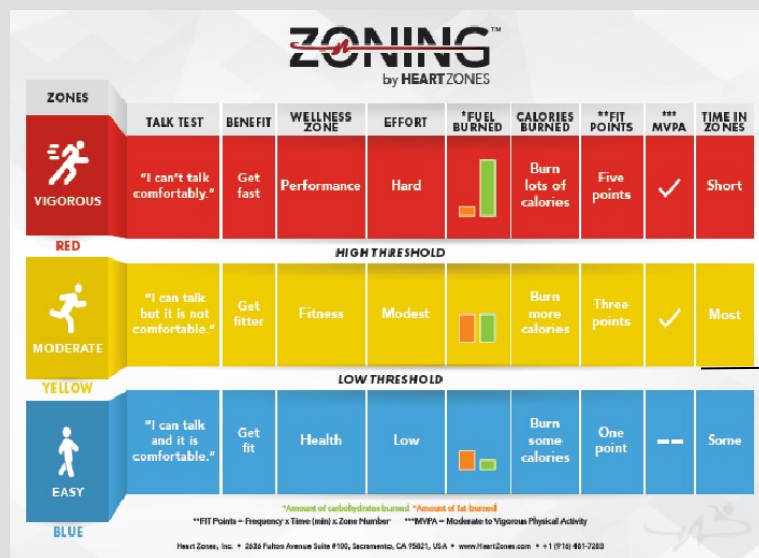 ZONING™
by HEARTZONES
ZONES
TALK TEST
BENEFIT
WELLNESS
ZONE
EFFORT
*FUEL
BURNED
CALORIES
BURNED
**FIT
POINTS
***
MVPA
TIME IN
ZONES
VIGOROUS
"I can't talk
comfortably."
Get
fast
Performance
Hard
Burn
lots of
calories
Five
points
Short
RED
HIGH THRESHOLD
MODERATE
"I can talk
but it is not
comfortable."
Get
fitter
Fitness
Modest
Burn
more
calories
Three
points
Most
YELLOW
LOW THRESHOLD
EASY
"I can talk
and it is
comfortable."
Get
fit
Health
Low
Burn
some
calories
One
point
Some
BLUE
*Amount of carbohydrates burned *Amount of fat burned
**FIT Points = Frequency x Time (min) x Zone Number ***MVPA = Moderate to Vigorous Physical Activity
Heart Zones, Inc. • 2636 Fulton Avenue Suite #100, Sacramento, CA 95821, USA • www.HeartZones.com • +1 (916) 481-7283